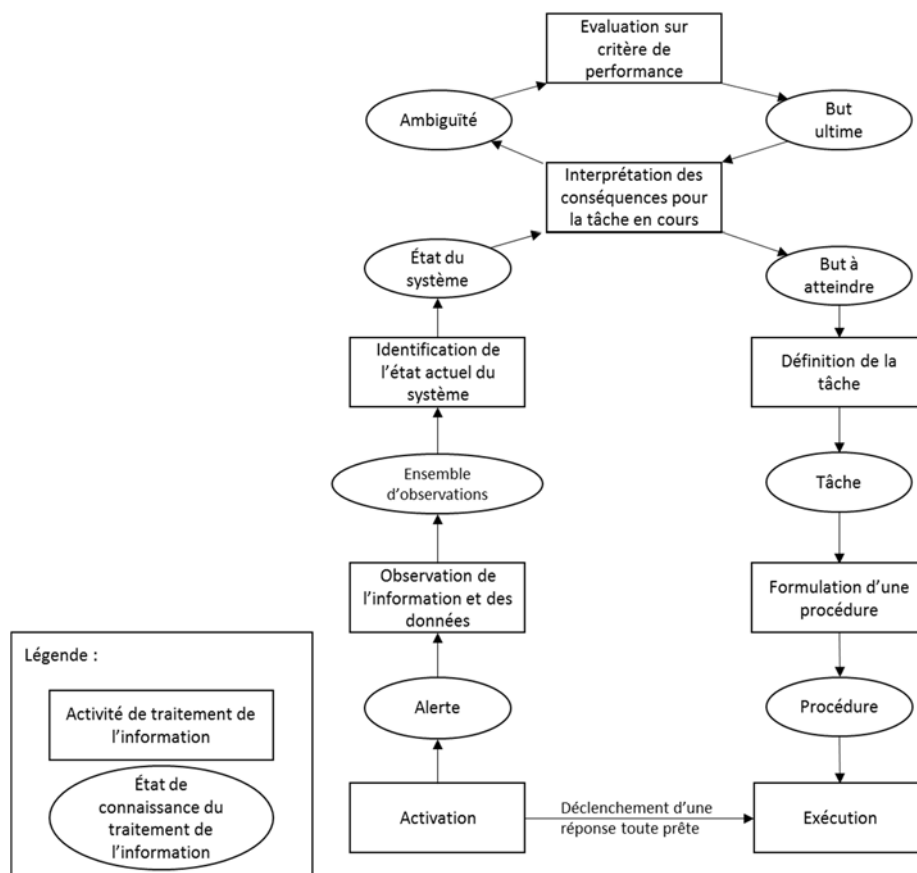 Evaluation sur
critère de
performance
Ambiguïté
But
ultime
Interprétation des
conséquences pour
la tâche en cours
État du
système
But à
atteindre
Identification de
l'état actuel du
système
Définition de la
tâche
Ensemble
d'observations
Tâche
Observation de
l'information et des
données
Formulation d'une
procédure
Alerte
Procédure
Activation
Déclenchement d'une
réponse toute prête
Exécution
Légende :
Activité de traitement de
l'information
État de
connaissance du
traitement de
l'information